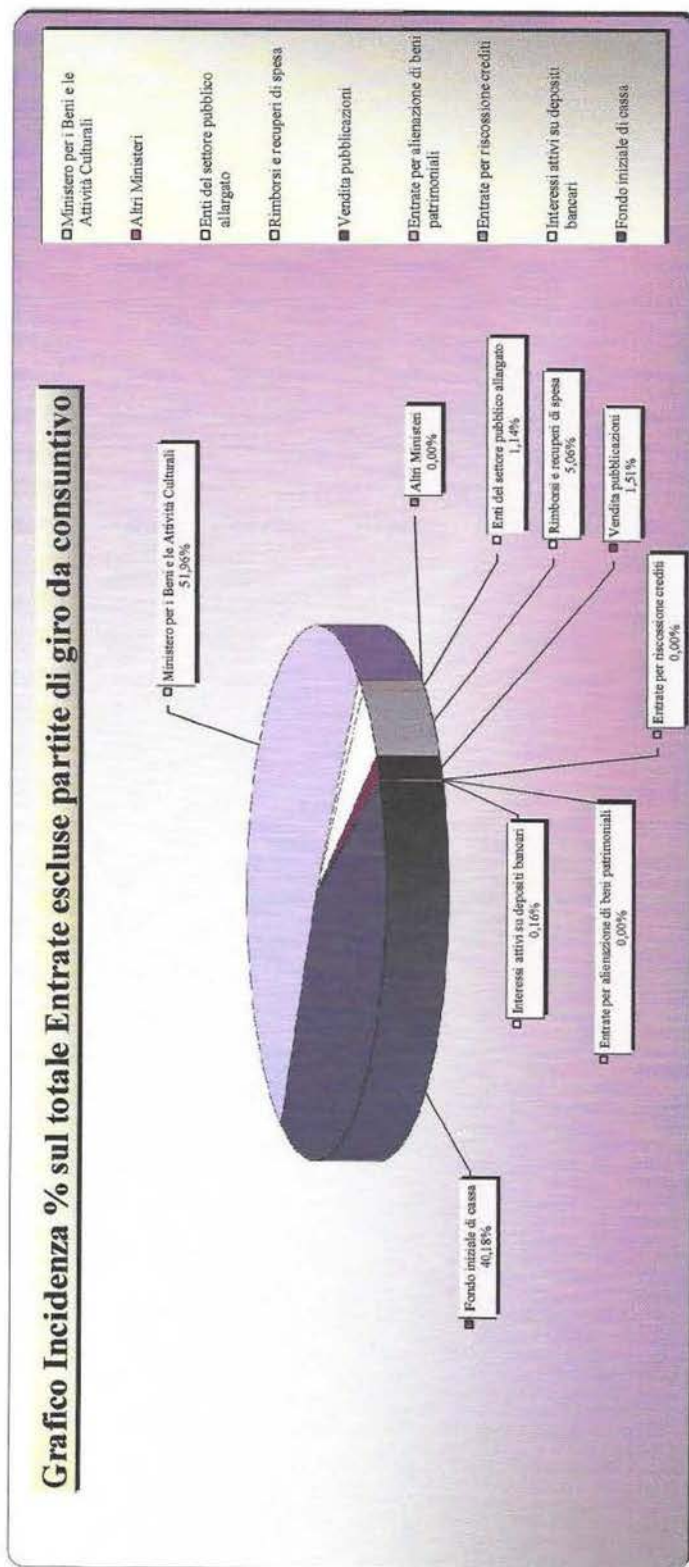 Grafico Incidenza % sul totale Entrate escluse partite di giro da consuntivo
Ministero per i Beni e le Attività Culturali
51,96%
Altri Ministeri
0,00%
Enti del settore pubblico allargato
1,14%
Rimborsi e recuperi di spesa
5,06%
Vendita pubblicazioni
1,51%
Entrate per riscossione crediti
0,00%
Interessi attivi su depositi bancari
0,16%
Entrate per alienazione di beni patrimoniali
0,00%
Fondo iniziale di cassa
40,18%
Ministero per i Beni e le
Attività Culturali
Altri Ministeri
Enti del settore pubblico
allargato
Rimborsi e recuperi di spesa
Vendita pubblicazioni
Entrate per alienazione di beni
patrimoniali
Entrate per riscossione crediti
Interessi attivi su depositi
bancari
Fondo iniziale di cassa